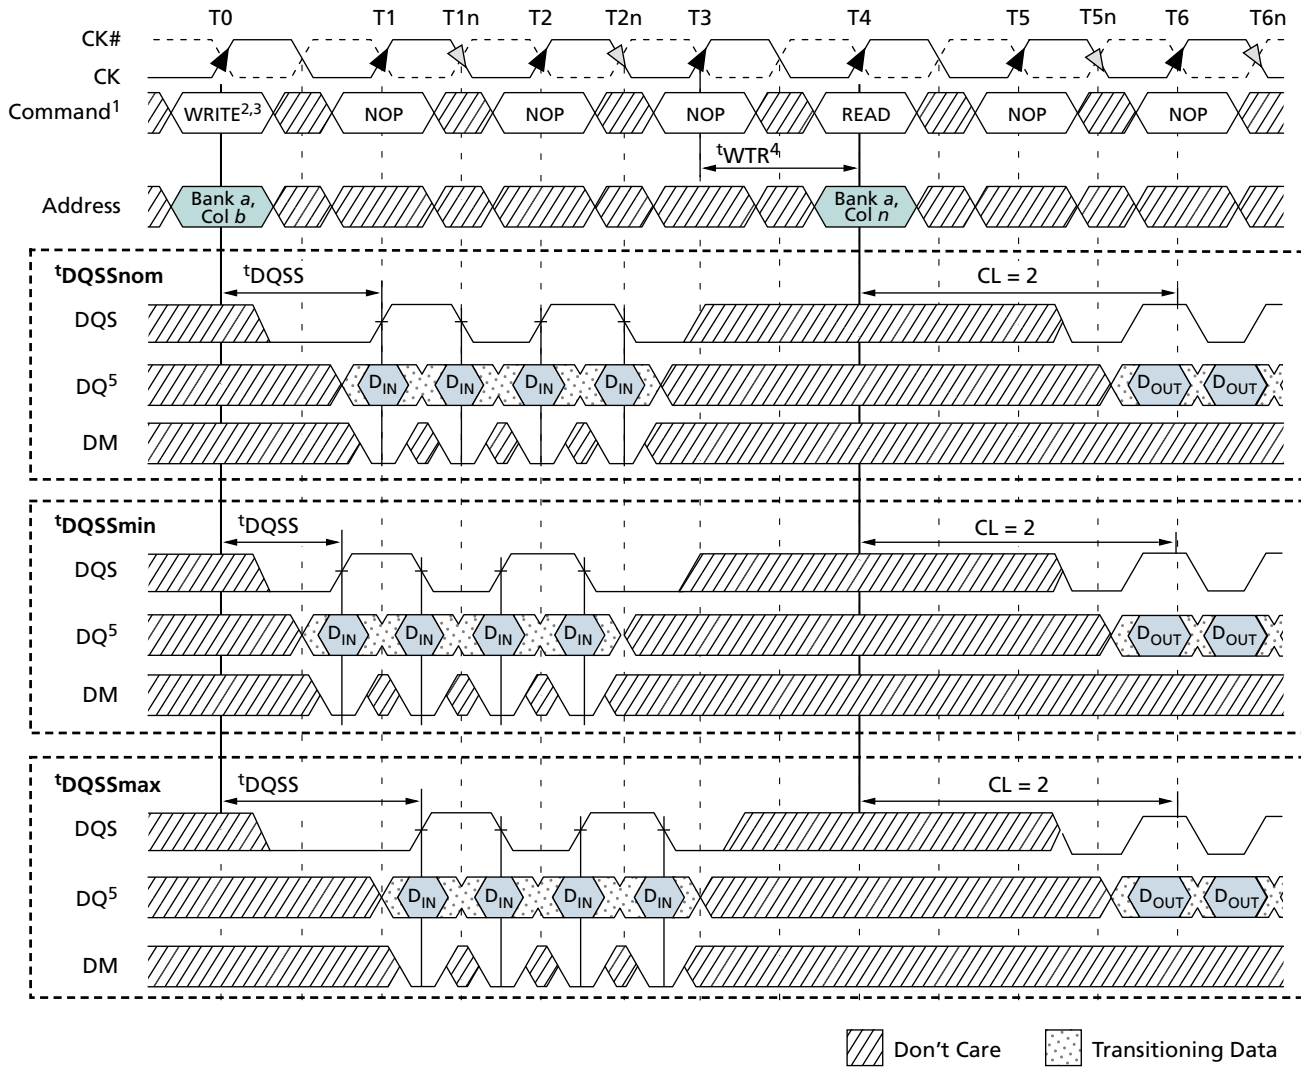 T0 T1 T1n T2 T2n T3 T4 T5 T5n T6 T6n
CK#
CK
Command1 WRITE2,3 NOP NOP NOP READ NOP NOP
tWTR4
Address Bank a, Col b Bank a, Col n
tDQSSnom tDQSS CL = 2
DQS
DQ5 DIN DIN DIN DIN DOUT DOUT
DM
tDQSSmin tDQSS CL = 2
DQS
DQ5 DIN DIN DIN DIN DOUT DOUT
DM
tDQSSmax tDQSS CL = 2
DQS
DQ5 DIN DIN DIN DIN DOUT DOUT
DM
Don't Care Transitioning Data